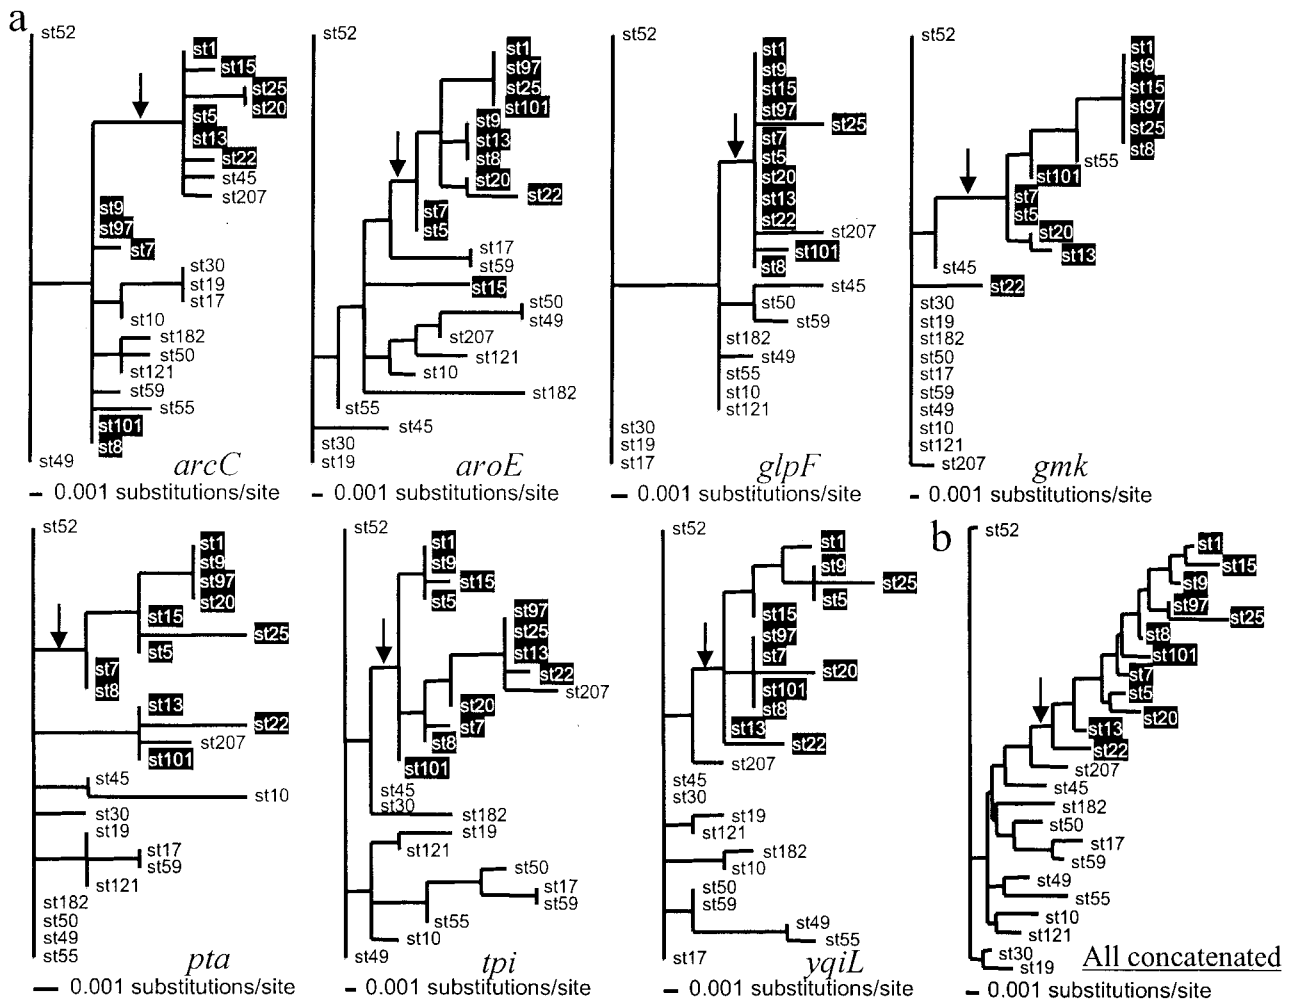 a
st52
st1
st15
st25
st20
st5
st13
st22
st45
st207
st9
st97
st7
st30
st19
st17
st10
st182
st50
st121
st59
st55
st101
st8
st49
arcC
0.001 substitutions/site
st52
st1
st97
st25
st101
st9
st13
st8
st20
st22
st7
st5
st17
st59
st15
st50
st49
st207
st121
st10
st182
st55
st45
st30
st19
aroE
0.001 substitutions/site
st52
st1
st9
st15
st97
st25
st7
st5
st20
st13
st22
st207
st101
st8
st45
st50
st59
st182
st49
st55
st10
st121
st30
st19
st17
glpF
0.001 substitutions/site
st52
st1
st9
st15
st97
st25
st8
st55
st101
st7
st5
st20
st13
st45
st22
st30
st19
st182
st50
st17
st59
st49
st10
st121
st207
gmk
0.001 substitutions/site
st52
st1
st9
st97
st20
st15
st25
st5
st7
st8
st13
st22
st207
st101
st45
st10
st30
st19
st17
st59
st121
st182
st50
st49
st55
pta
0.001 substitutions/site
st52
st1
st9
st15
st5
st97
st25
st13
st22
st207
st20
st7
st8
st101
st45
st30
st182
st19
st121
st50
st17
st59
st55
st10
st49
tpi
0.001 substitutions/site
st52
st1
st9
st25
st5
st15
st97
st7
st20
st101
st8
st13
st22
st207
st45
st30
st19
st121
st182
st10
st50
st59
st49
st55
st17
yqiL
0.001 substitutions/site
b
st52
st1
st15
st9
st97
st25
st8
st101
st7
st5
st20
st13
st22
st207
st45
st182
st50
st17
st59
st49
st55
st10
st121
st30
st19
All concatenated
0.001 substitutions/site